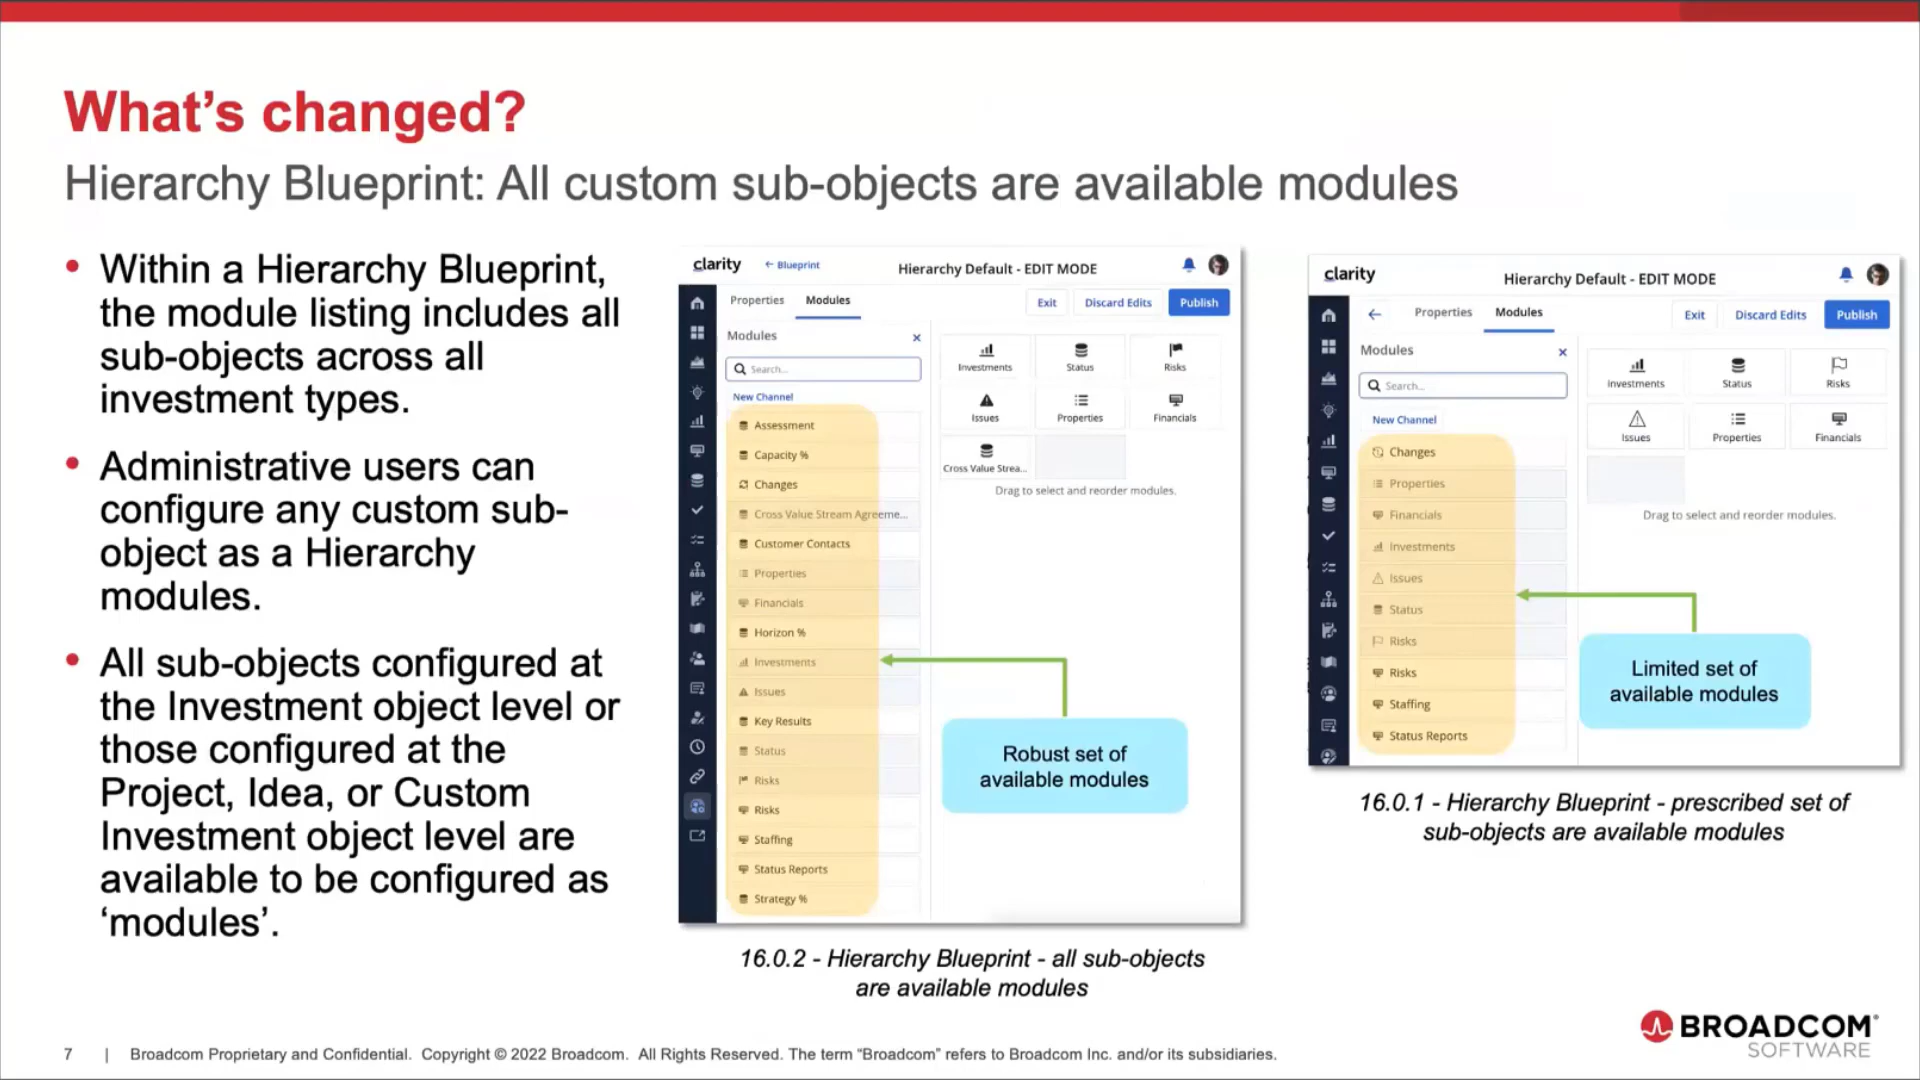 What's changed?
Hierarchy Blueprint: All custom sub-objects are available modules
• Within a Hierarchy Blueprint,
the module listing includes all
sub-objects across all
investment types.
• Administrative users can
configure any custom sub-
object as a Hierarchy
modules.
• All sub-objects configured at
the Investment object level or
those configured at the
Project, Idea, or Custom
Investment object level are
available to be configured as
‘modules’.
clarity
← Blueprint
Hierarchy Default - EDIT MODE
Properties
Modules
Exit
Discard Edits
Publish
Modules
Search...
New Channel
Assessment
Capacity %
Changes
Cross Value Stream Agreeme...
Customer Contacts
Properties
Financials
Horizon %
Investments
Issues
Key Results
Status
Risks
Risks
Staffing
Status Reports
Strategy %
Investments
Status
Risks
Issues
Properties
Financials
Cross Value Strea...
Drag to select and reorder modules.
Robust set of
available modules
16.0.2 - Hierarchy Blueprint - all sub-objects
are available modules
clarity
Hierarchy Default - EDIT MODE
Properties
Modules
Exit
Discard Edits
Publish
Modules
Search...
New Channel
Changes
Properties
Financials
Investments
Issues
Status
Risks
Risks
Staffing
Status Reports
Investments
Status
Risks
Issues
Properties
Financials
Drag to select and reorder modules.
Limited set of
available modules
16.0.1 - Hierarchy Blueprint - prescribed set of
sub-objects are available modules
7 | Broadcom Proprietary and Confidential. Copyright © 2022 Broadcom. All Rights Reserved. The term “Broadcom” refers to Broadcom Inc. and/or its subsidiaries.
BROADCOM®
SOFTWARE